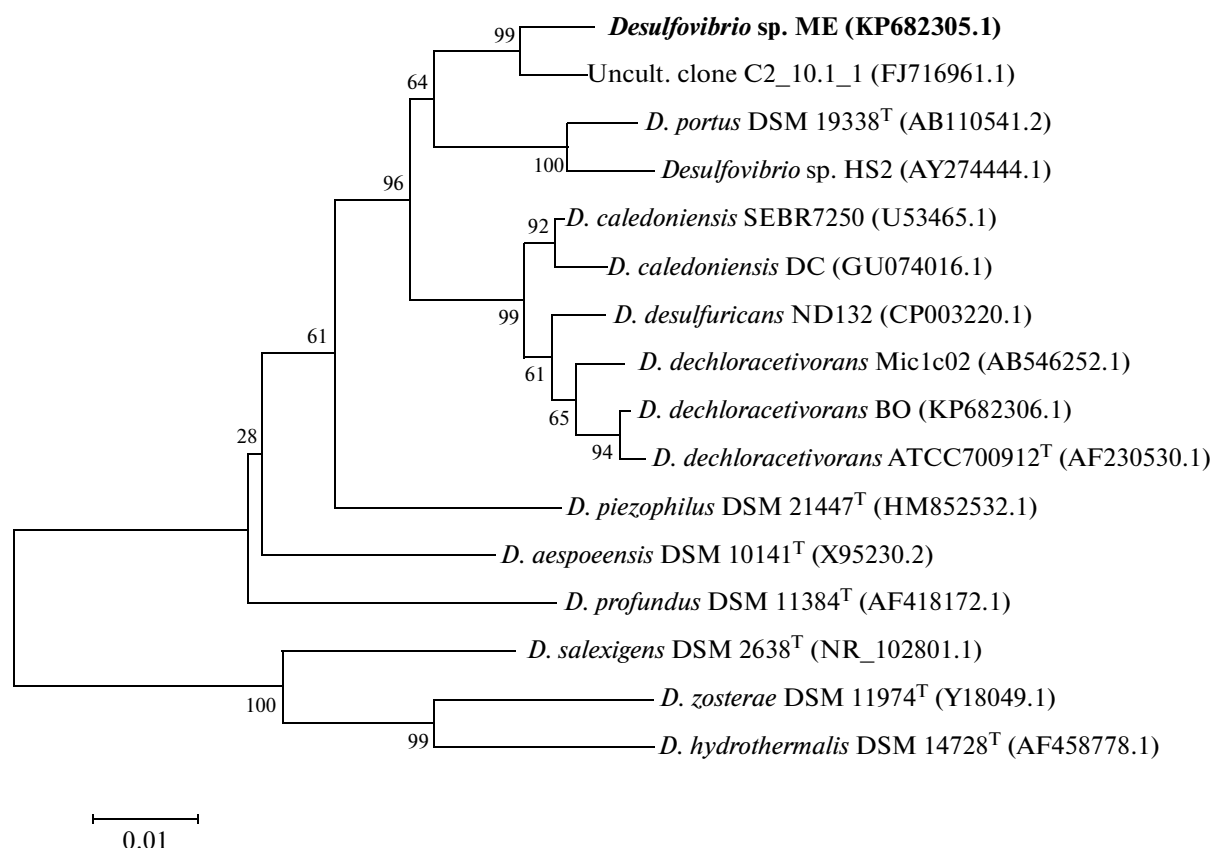 99 Desulfovibrio sp. ME (KP682305.1)
Uncult. clone C2_10.1_1 (FJ716961.1)
64
D. portus DSM 19338ᵀ (AB110541.2)
100 Desulfovibrio sp. HS2 (AY274444.1)
96
92 D. caledoniensis SEBR7250 (U53465.1)
D. caledoniensis DC (GU074016.1)
99 D. desulfuricans ND132 (CP003220.1)
61
61 D. dechloracetivorans Mic1c02 (AB546252.1)
65 D. dechloracetivorans BO (KP682306.1)
28
94 D. dechloracetivorans ATCC700912ᵀ (AF230530.1)
D. piezophilus DSM 21447ᵀ (HM852532.1)
D. aespoeensis DSM 10141ᵀ (X95230.2)
D. profundus DSM 11384ᵀ (AF418172.1)
D. salexigens DSM 2638ᵀ (NR_102801.1)
100 D. zosterae DSM 11974ᵀ (Y18049.1)
99 D. hydrothermalis DSM 14728ᵀ (AF458778.1)
0.01